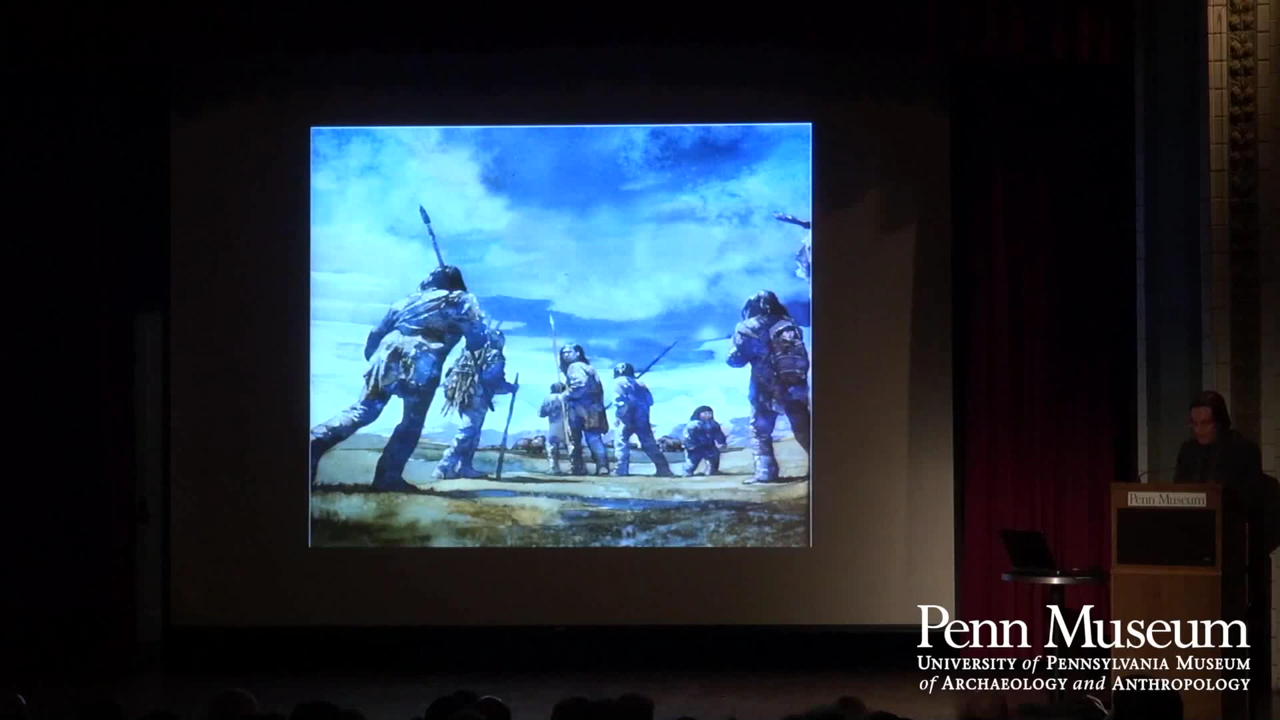 Penn Museum
Penn Museum
UNIVERSITY of PENNSYLVANIA MUSEUM
of ARCHAEOLOGY and ANTHROPOLOGY